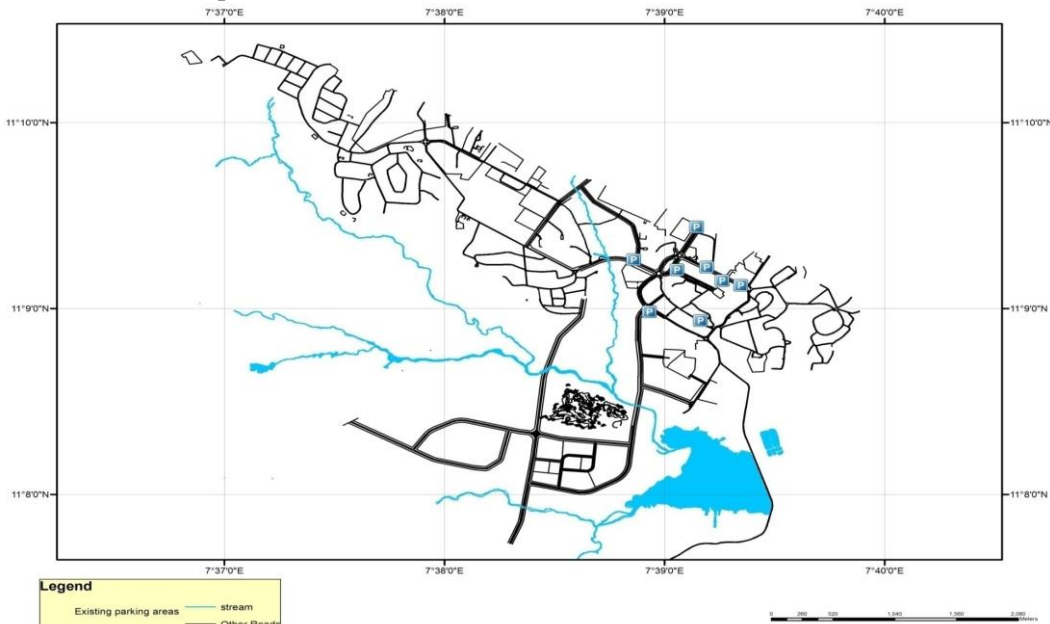 7°37'0"E 7°38'0"E 7°39'0"E 7°40'0"E
11°10'0"N 11°10'0"N
P
P P
P P P
11°9'0"N P P 11°9'0"N
11°8'0"N 11°8'0"N
7°37'0"E 7°38'0"E 7°39'0"E 7°40'0"E
Legend
Existing parking areas stream
Other Roads
0 260 520 1,040 1,560 2,080
Meters